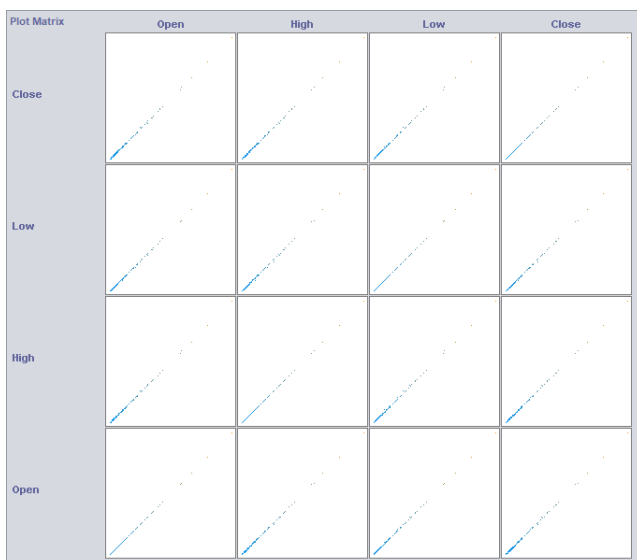 Plot Matrix
Open High Low Close
Close
Low
High
Open